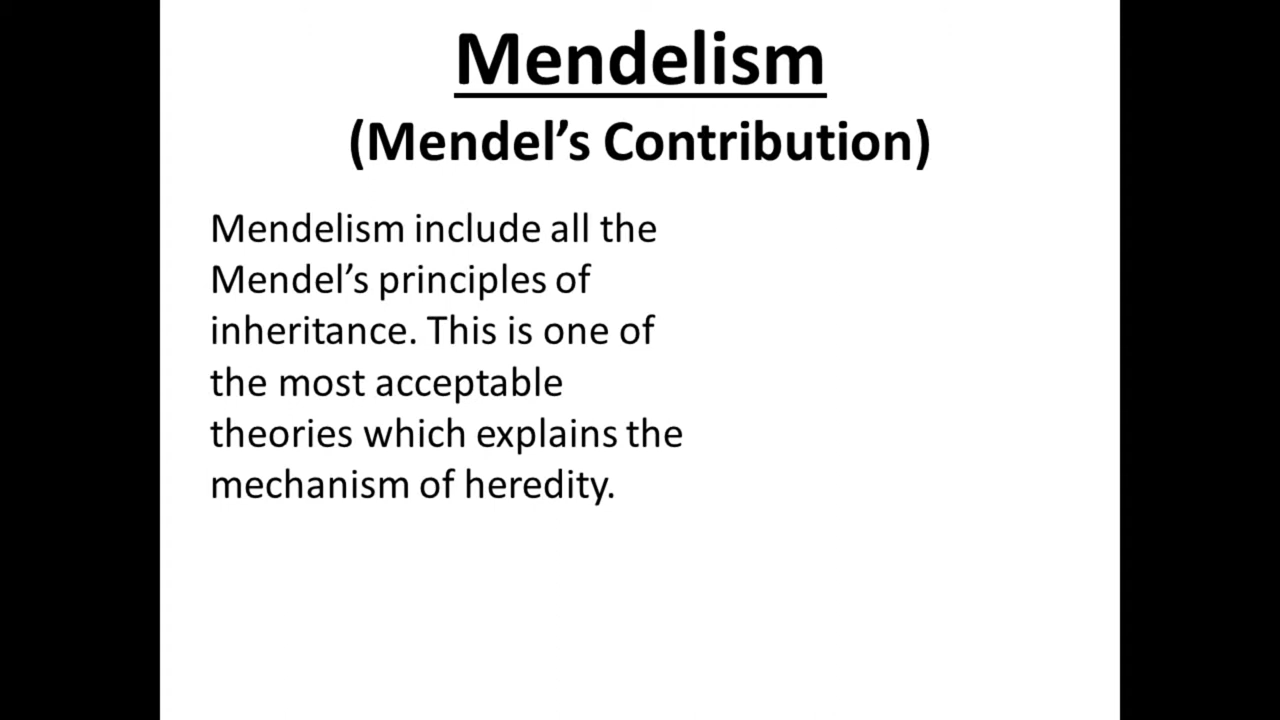 Mendelism
(Mendel’s Contribution)
Mendelism include all the
Mendel’s principles of
inheritance. This is one of
the most acceptable
theories which explains the
mechanism of heredity.